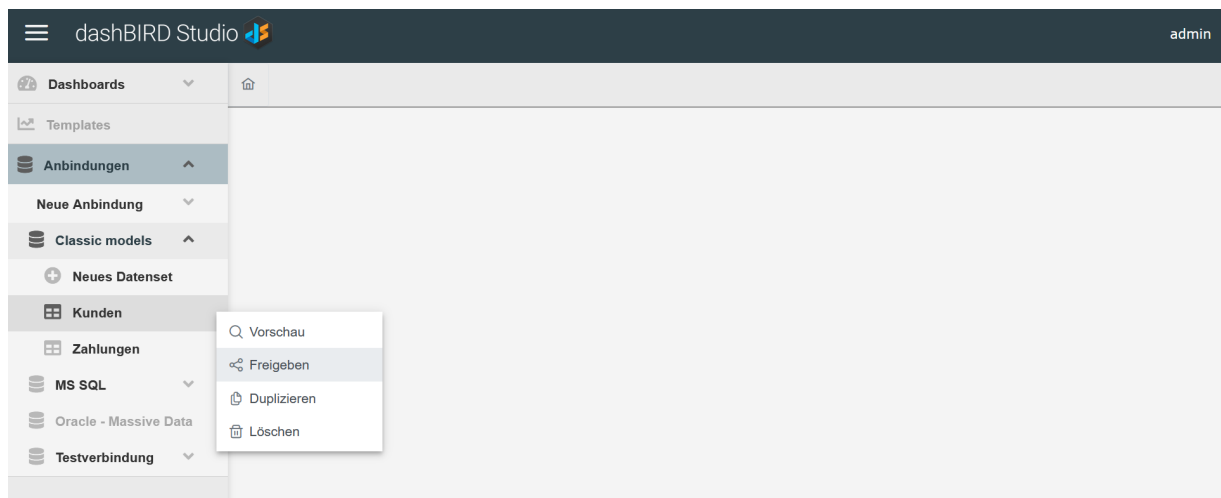 dashBIRD Studio
admin
Dashboards
Templates
Anbindungen
Neue Anbindung
Classic models
Neues Datenset
Kunden
Zahlungen
MS SQL
Oracle - Massive Data
Testverbindung
Vorschau
Freigeben
Duplizieren
Löschen